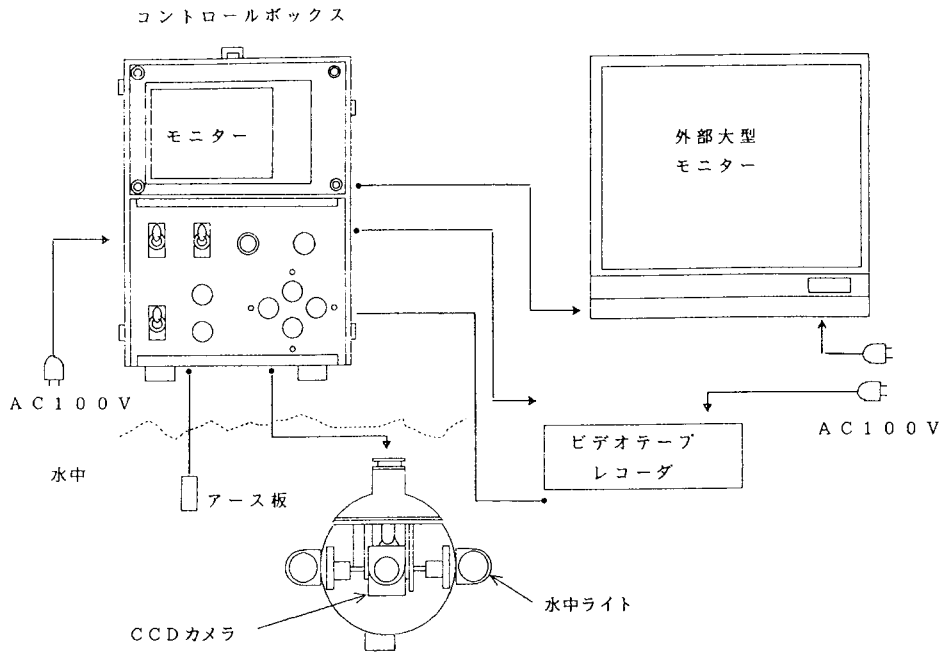 コントロールボックス
モニター
外部大型
モニター
AC100V
AC100V
ビデオテープ
レコーダ
水中
アース板
水中ライト
CCDカメラ